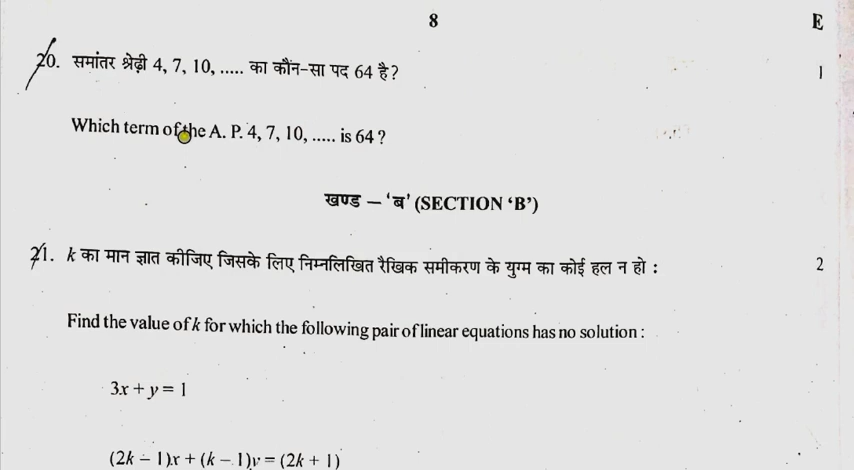 8
E
20. समांतर श्रेढ़ी 4, 7, 10, ..... का कौन-सा पद 64 है ?
1
Which term of the A. P. 4, 7, 10, ..... is 64 ?
खण्ड – ‘ब’ (SECTION ‘B’)
21. k का मान ज्ञात कीजिए जिसके लिए निम्नलिखित रैखिक समीकरण के युग्म का कोई हल न हो :
2
Find the value of k for which the following pair of linear equations has no solution :
3x + y = 1
(2k – 1)x + (k – 1)y = (2k + 1)